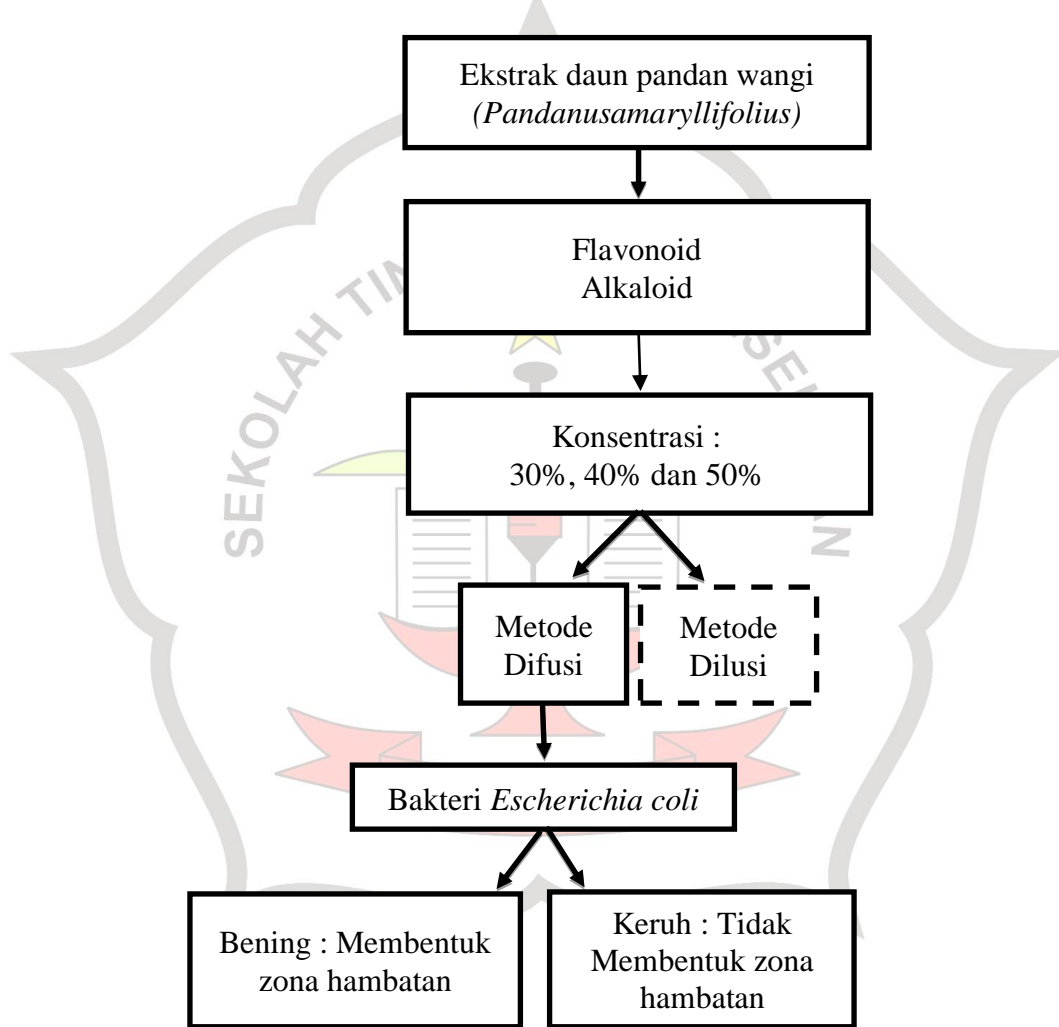 Ekstrak daun pandan wangi
(Pandanusamaryllifolius)
Flavonoid
Alkaloid
SEKOLAH
Konsentrasi :
30%, 40% dan 50%
Metode
Difusi
Metode
Dilusi
Bakteri Escherichia coli
Bening : Membentuk
zona hambatan
Keruh : Tidak
Membentuk zona
hambatan